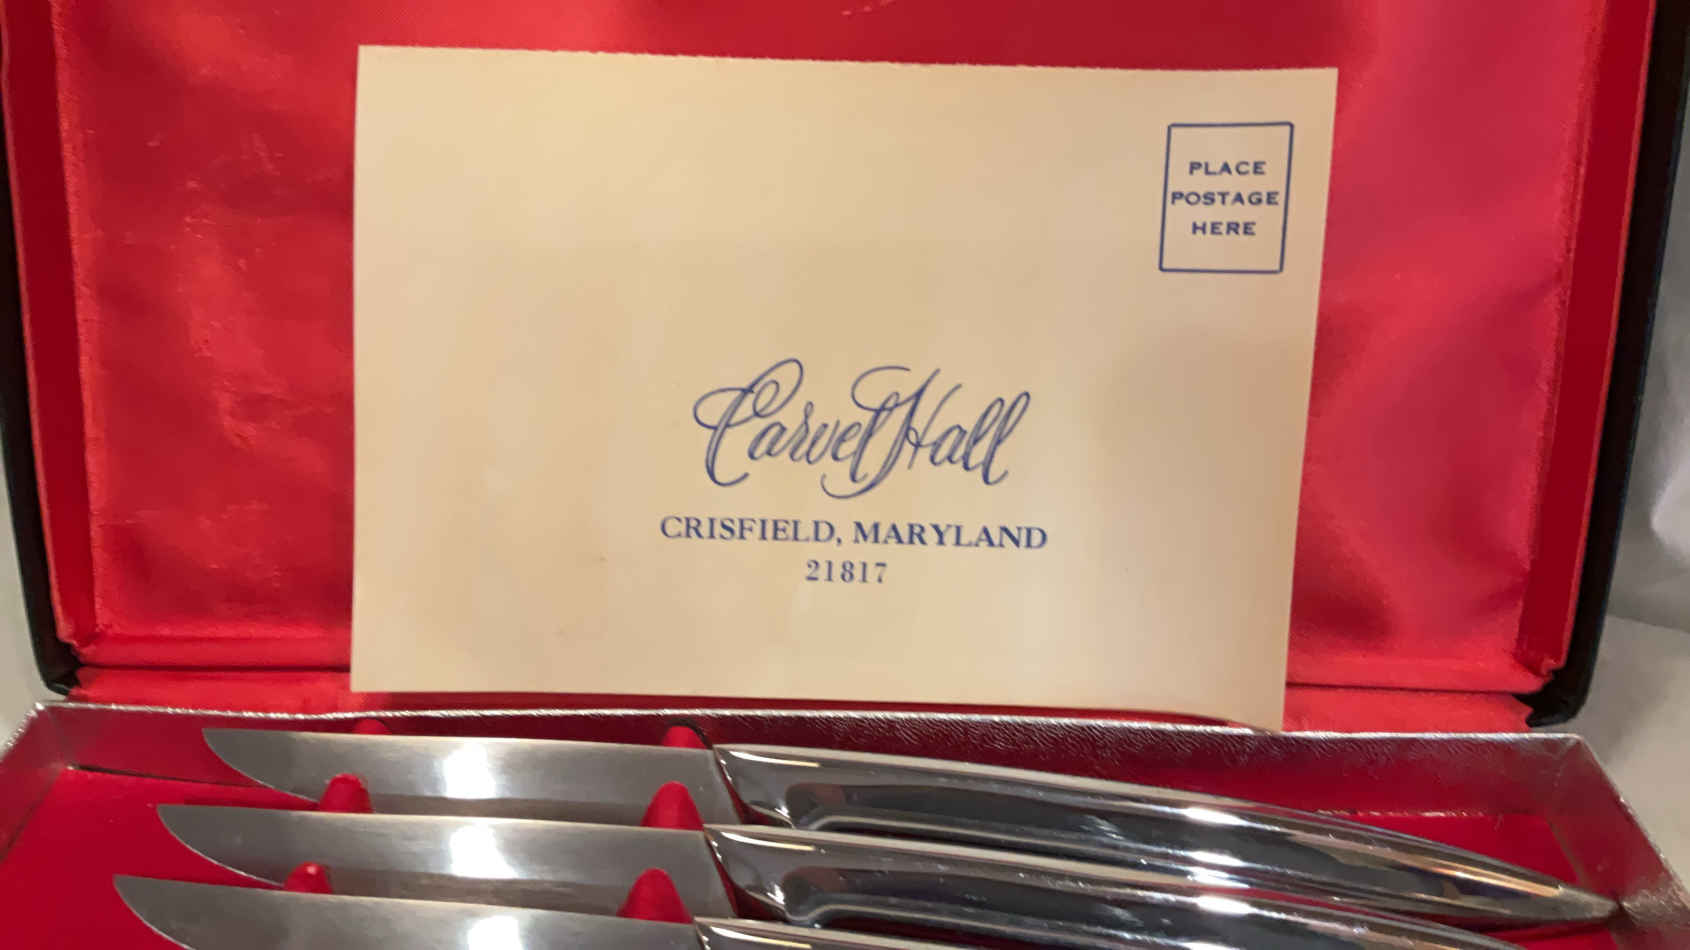 PLACE
POSTAGE
HERE
Carvel Hall
CRISFIELD, MARYLAND
21817